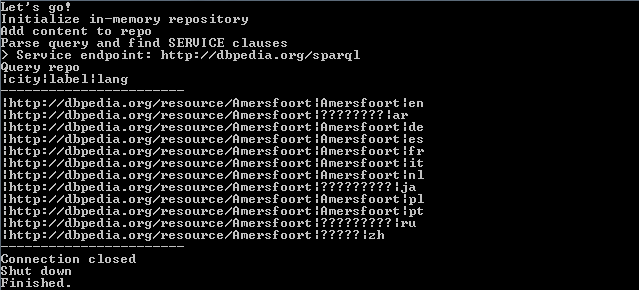 Let's go!
Initialize in-memory repository
Add content to repo
Parse query and find SERVICE clauses
> Service endpoint: http://dbpedia.org/sparql
Query repo
|city|label|lang
-----------------------
|http://dbpedia.org/resource/Amersfoort|Amersfoort|en
|http://dbpedia.org/resource/Amersfoort|????????|ar
|http://dbpedia.org/resource/Amersfoort|Amersfoort|de
|http://dbpedia.org/resource/Amersfoort|Amersfoort|es
|http://dbpedia.org/resource/Amersfoort|Amersfoort|fr
|http://dbpedia.org/resource/Amersfoort|Amersfoort|it
|http://dbpedia.org/resource/Amersfoort|Amersfoort|nl
|http://dbpedia.org/resource/Amersfoort|?????????|ja
|http://dbpedia.org/resource/Amersfoort|Amersfoort|pl
|http://dbpedia.org/resource/Amersfoort|Amersfoort|pt
|http://dbpedia.org/resource/Amersfoort|?????????|ru
|http://dbpedia.org/resource/Amersfoort|?????|zh
-----------------------
Connection closed
Shut down
Finished.